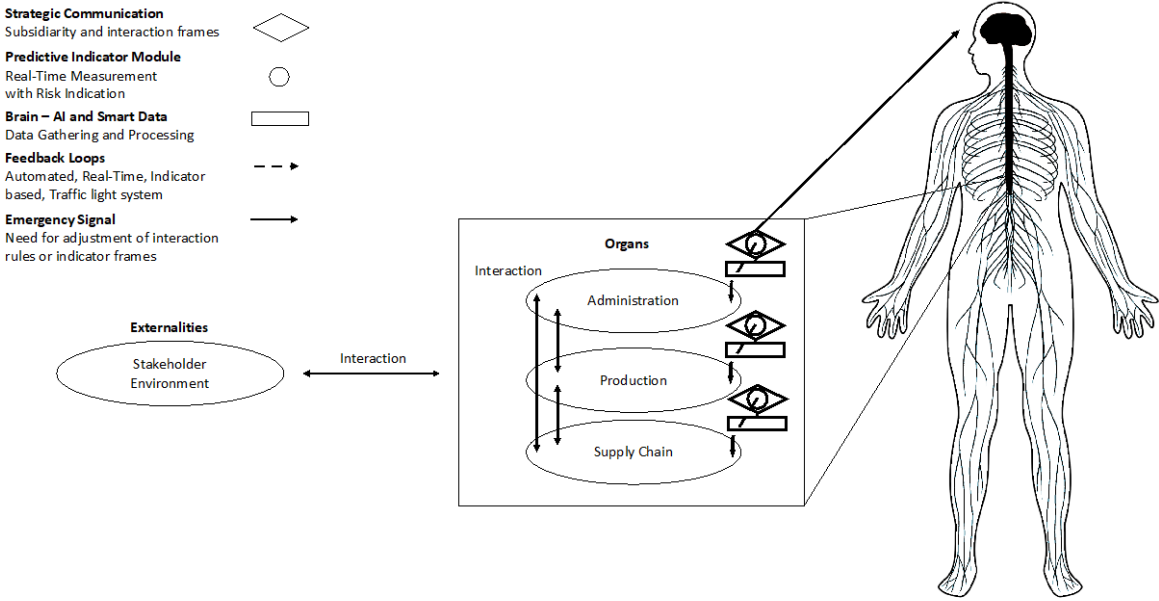 Strategic Communication
Subsidiarity and interaction frames
Predictive Indicator Module
Real-Time Measurement
with Risk Indication
Brain – AI and Smart Data
Data Gathering and Processing
Feedback Loops
Automated, Real-Time, Indicator
based, Traffic light system
Emergency Signal
Need for adjustment of interaction
rules or indicator frames
Externalities
Stakeholder
Environment
Interaction
Organs
Interaction
Administration
Production
Supply Chain